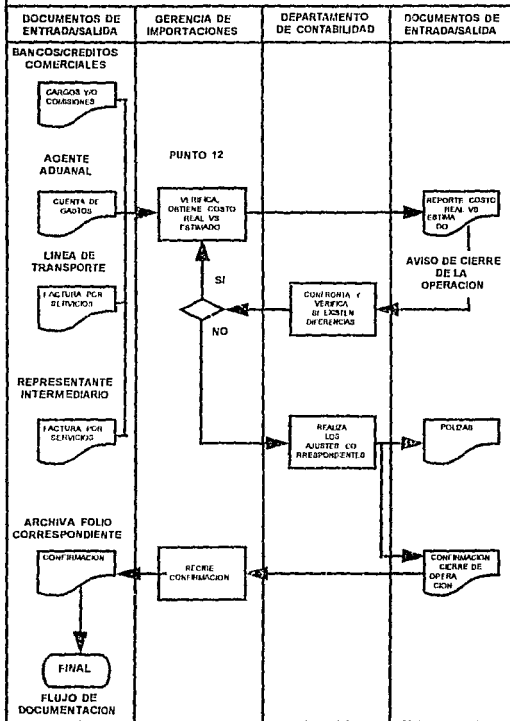 DOCUMENTOS DE
ENTRADA/SALIDA
GERENCIA DE
IMPORTACIONES
DEPARTAMENTO
DE CONTABILIDAD
DOCUMENTOS DE
ENTRADA/SALIDA
BANCOS/CREDITOS
COMERCIALES
CARGOS Y/O
COMISIONES
AGENTE
ADUANAL
PUNTO 12
CUENTA DE
GASTOS
VERIFICA,
OBTIENE COSTO
REAL VS
ESTIMADO
REPORTE COSTO
REAL VS
ESTIMA
DO
LINEA DE
TRANSPORTE
SI
AVISO DE CIERRE
DE LA
OPERACION
FACTURA POR
SERVICIOS
NO
CONFRONTA Y
VERIFICA
SI EXISTEN
DIFERENCIAS
REPRESENTANTE
INTERMEDIARIO
FACTURA POR
SERVICIOS
REALIZA
LOS
AJUSTES CO
RRESPONDIENTES
POLIZAS
ARCHIVA FOLIO
CORRESPONDIENTE
CONFIRMACION
RECIBE
CONFIRMACION
CONFIRMACION
CIERRE DE
OPERA
CION
FINAL
FLUJO DE
DOCUMENTACION